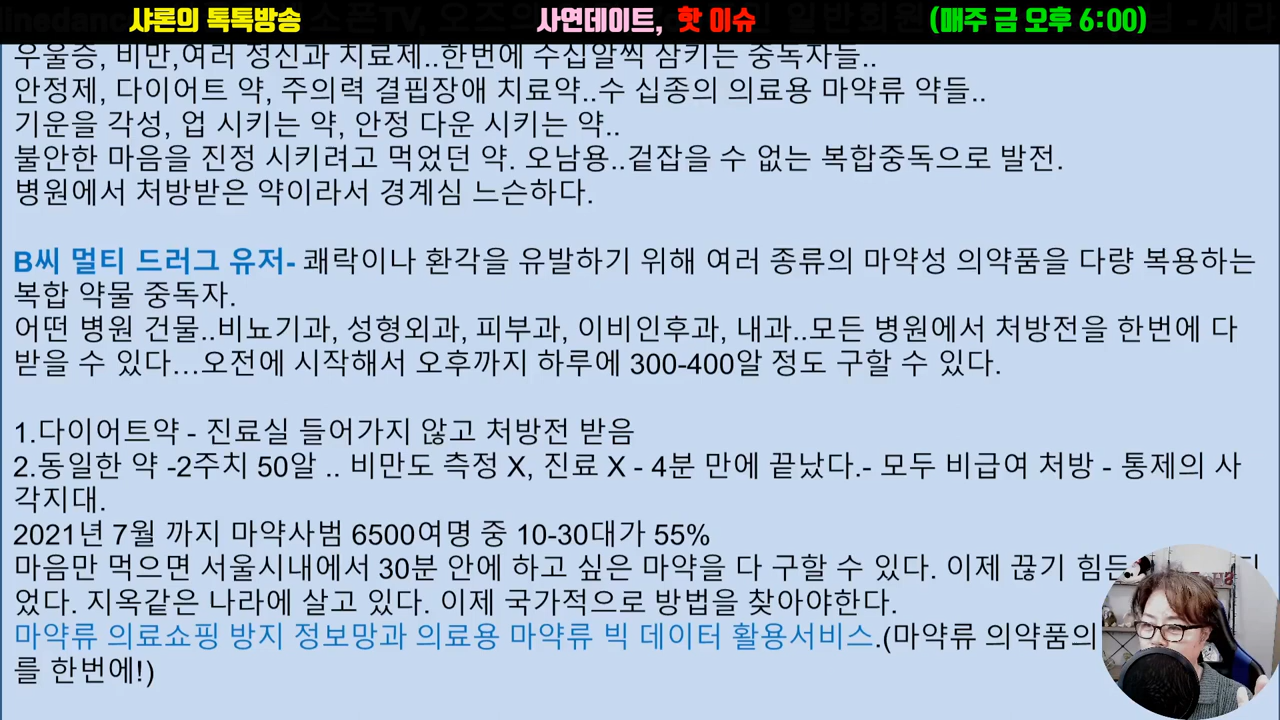 샤론의 톡톡방송 사연데이트, 핫 이슈 (매주 금 오후 6:00)
우울증, 비만,여러 정신과 치료제..한번에 수십알씩 삼키는 중독자들..
안정제, 다이어트 약, 주의력 결핍장애 치료약..수 십종의 의료용 마약류 약들..
기운을 각성, 업 시키는 약, 안정 다운 시키는 약..
불안한 마음을 진정 시키려고 먹었던 약. 오남용..겉잡을 수 없는 복합중독으로 발전.
병원에서 처방받은 약이라서 경계심 느슨하다.
B씨 멀티 드러그 유저- 쾌락이나 환각을 유발하기 위해 여러 종류의 마약성 의약품을 다량 복용하는
복합 약물 중독자.
어떤 병원 건물..비뇨기과, 성형외과, 피부과, 이비인후과, 내과..모든 병원에서 처방전을 한번에 다
받을 수 있다...오전에 시작해서 오후까지 하루에 300-400알 정도 구할 수 있다.
1.다이어트약 - 진료실 들어가지 않고 처방전 받음
2.동일한 약 -2주치 50알 .. 비만도 측정 X, 진료 X - 4분 만에 끝났다.- 모두 비급여 처방 - 통제의 사
각지대.
2021년 7월 까지 마약사범 6500여명 중 10-30대가 55%
마음만 먹으면 서울시내에서 30분 안에 하고 싶은 마약을 다 구할 수 있다. 이제 끊기 힘든
었다. 지옥같은 나라에 살고 있다. 이제 국가적으로 방법을 찾아야한다.
마약류 의료쇼핑 방지 정보망과 의료용 마약류 빅 데이터 활용서비스.(마약류 의약품의
를 한번에!)